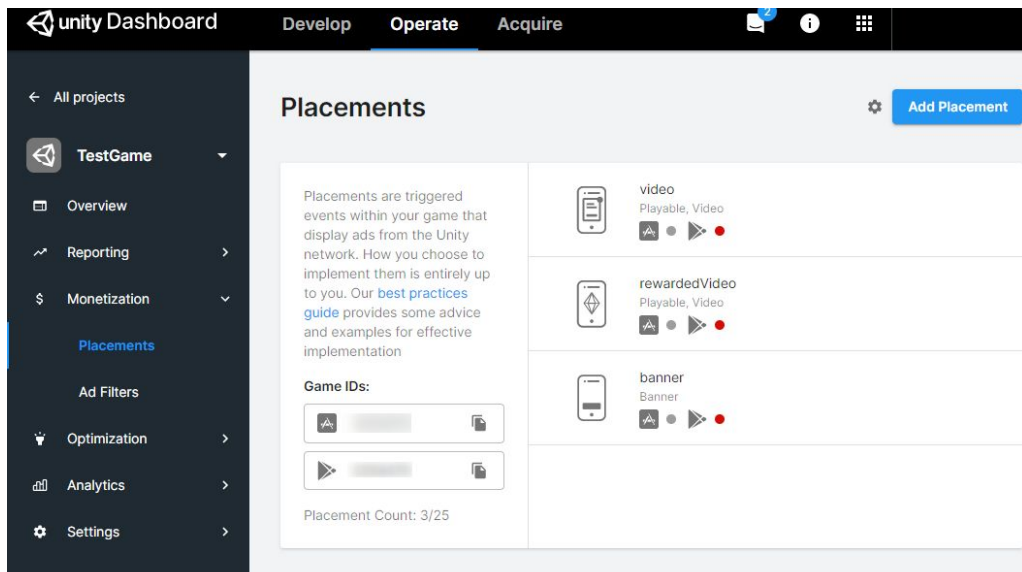 unity Dashboard
Develop
Operate
Acquire
2
All projects
TestGame
Overview
Reporting
Monetization
Placements
Ad Filters
Optimization
Analytics
Settings
Placements
Add Placement
Placements are triggered
events within your game that
display ads from the Unity
network. How you choose to
implement them is entirely up
to you. Our best practices
guide provides some advice
and examples for effective
implementation
Game IDs:
Placement Count: 3/25
video
Playable, Video
rewardedVideo
Playable, Video
banner
Banner